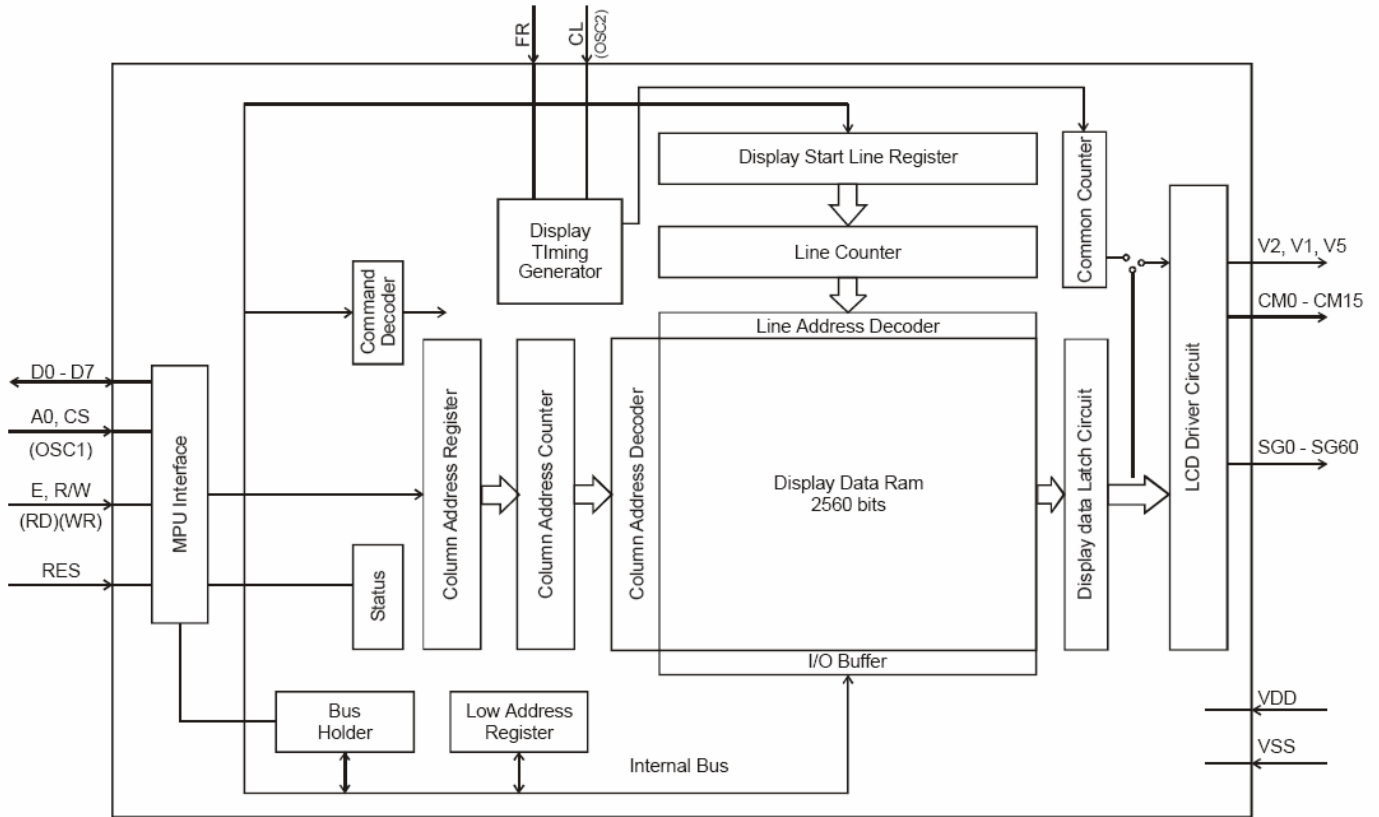 FR
CL
(OSC2)
Display Start Line Register
Common Counter
Display
TIming
Generator
Line Counter
V2, V1, V5
Command
Decoder
CM0 - CM15
Line Address Decoder
D0 - D7
A0, CS
(OSC1)
E, R/W
(RD)(WR)
RES
MPU Interface
Status
Column Address Register
Column Address Counter
Column Address Decoder
Display Data Ram
2560 bits
Display data Latch Circuit
LCD Driver Circuit
SG0 - SG60
I/O Buffer
Bus
Holder
Low Address
Register
Internal Bus
VDD
VSS